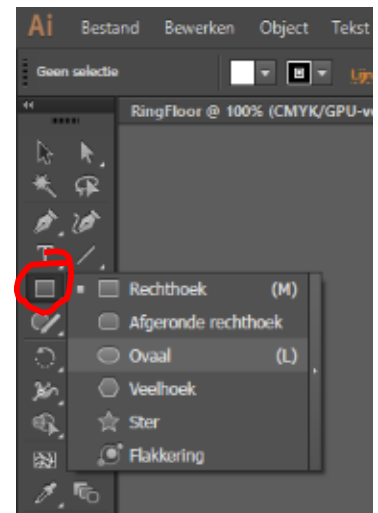 Ai Bestand Bewerken Object Tekst
Geen selectie
RingFloor @ 100% (CMYK/GPU-
Rechthoek (M)
Afgeronde rechthoek
Ovaal (L)
Veelhoek
Ster
Flakkering